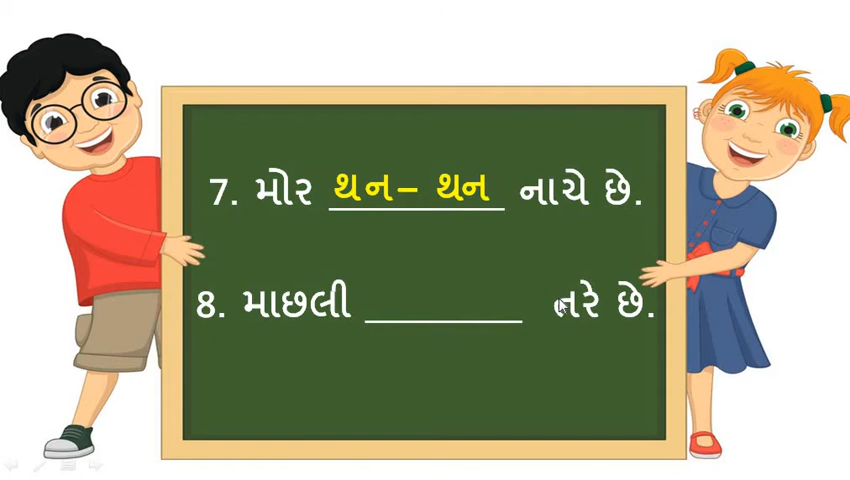 7. મોર થન– થન નાચે છે.
8. માછલી ________ તરે છે.